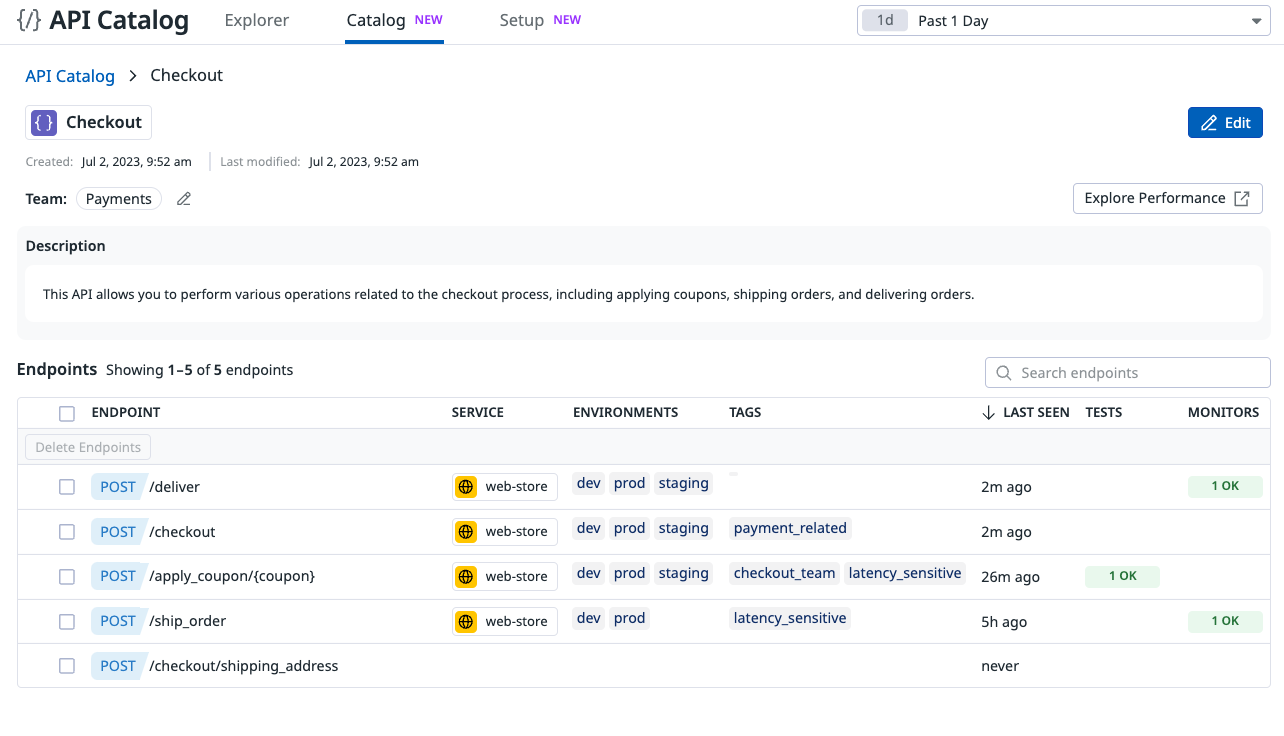 {/} API Catalog Explorer Catalog NEW Setup NEW 1d Past 1 Day
API Catalog > Checkout
{ } Checkout Edit
Created: Jul 2, 2023, 9:52 am Last modified: Jul 2, 2023, 9:52 am
Team: Payments Explore Performance
Description
This API allows you to perform various operations related to the checkout process, including applying coupons, shipping orders, and delivering orders.
Endpoints Showing 1–5 of 5 endpoints Search endpoints
ENDPOINT SERVICE ENVIRONMENTS TAGS ↓ LAST SEEN TESTS MONITORS
Delete Endpoints
POST /deliver web-store dev prod staging 2m ago 1 OK
POST /checkout web-store dev prod staging payment_related 2m ago
POST /apply_coupon/{coupon} web-store dev prod staging checkout_team latency_sensitive 26m ago 1 OK
POST /ship_order web-store dev prod latency_sensitive 5h ago 1 OK
POST /checkout/shipping_address never